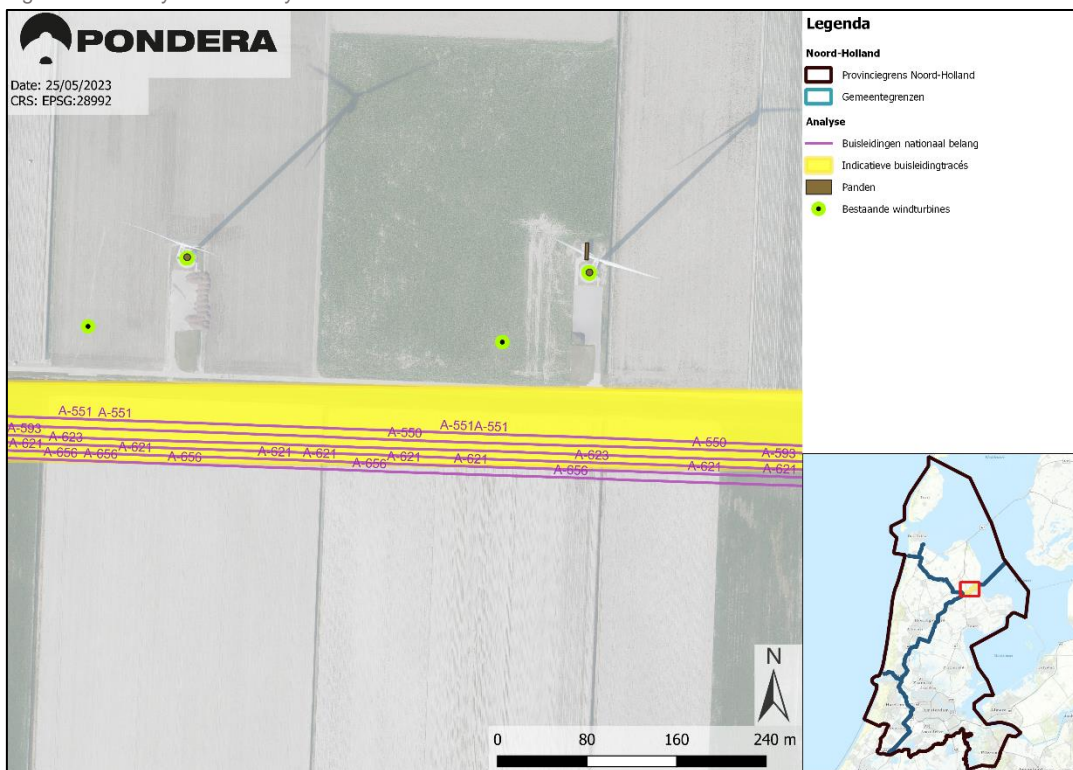 PONDERA
Date: 25/05/2023
CRS: EPSG:28992
A-551 A-551
A-551 A-551
A-550
A-550
A-593
A-623
A-621
A-621
A-656 A-656
A-656
A-621
A-621
A-656
A-621
A-621
A-623
A-656
A-621
A-593
A-621
N
0 80 160 240 m
Legenda
Noord-Holland
Provinciegrens Noord-Holland
Gemeentegrenzen
Analyse
Buisleidingen nationaal belang
Indicatieve buisleidingtracés
Panden
Bestaande windturbines